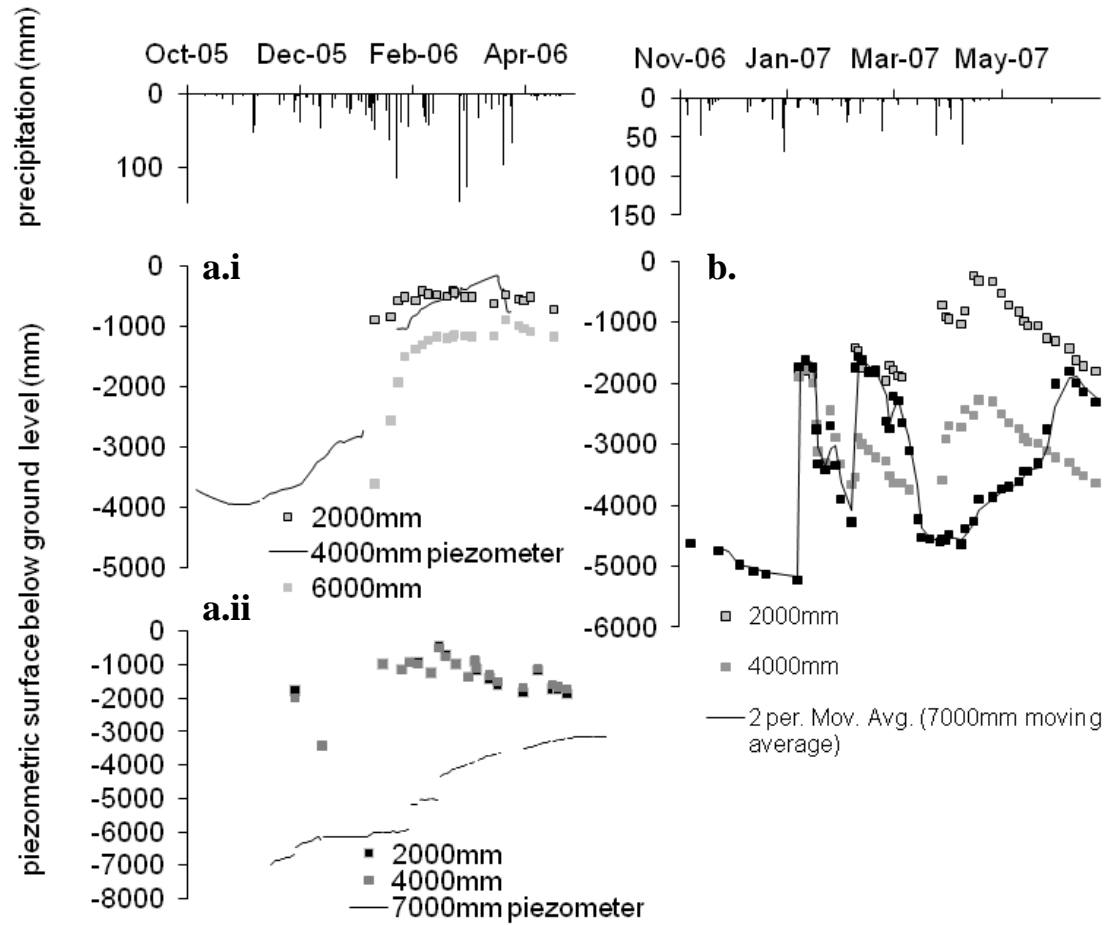 precipitation (mm)
Oct-05 Dec-05 Feb-06 Apr-06
0
100
Nov-06 Jan-07 Mar-07 May-07
0
50
100
150
piezometric surface below ground level (mm)
a.i
0
-1000
-2000
-3000
-4000
-5000
2000mm
4000mm piezometer
6000mm
a.ii
0
-1000
-2000
-3000
-4000
-5000
-6000
-7000
-8000
2000mm
4000mm
7000mm piezometer
b.
0
-1000
-2000
-3000
-4000
-5000
-6000
2000mm
4000mm
2 per. Mov. Avg. (7000mm moving
average)